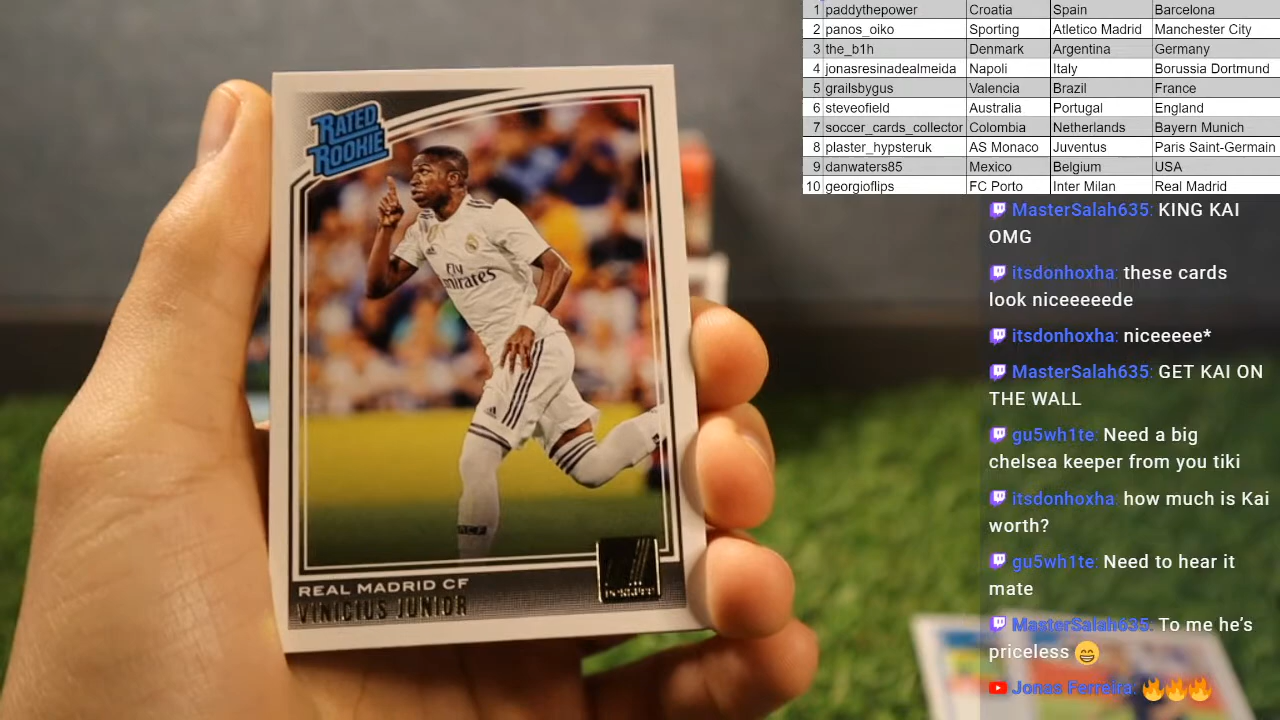 1 paddythepower Croatia Spain Barcelona
2 panos_oiko Sporting Atletico Madrid Manchester City
3 the_b1h Denmark Argentina Germany
4 jonasresinadealmeida Napoli Italy Borussia Dortmund
5 grailsbygus Valencia Brazil France
6 steveofield Australia Portugal England
7 soccer_cards_collector Colombia Netherlands Bayern Munich
8 plaster_hypsteruk AS Monaco Juventus Paris Saint-Germain
9 danwaters85 Mexico Belgium USA
10 georgioflips FC Porto Inter Milan Real Madrid
RATED
ROOKIE
Fly
Emirates
REAL MADRID CF
VINICIUS JUNIOR
MasterSalah635: KING KAI
OMG
itsdonhoxha: these cards
look niceeeeede
itsdonhoxha: niceeeee*
MasterSalah635: GET KAI ON
THE WALL
gu5wh1te: Need a big
chelsea keeper from you tiki
itsdonhoxha: how much is Kai
worth?
gu5wh1te: Need to hear it
mate
MasterSalah635: To me he's
priceless 😄
Jonas Ferreira: 🔥🔥🔥